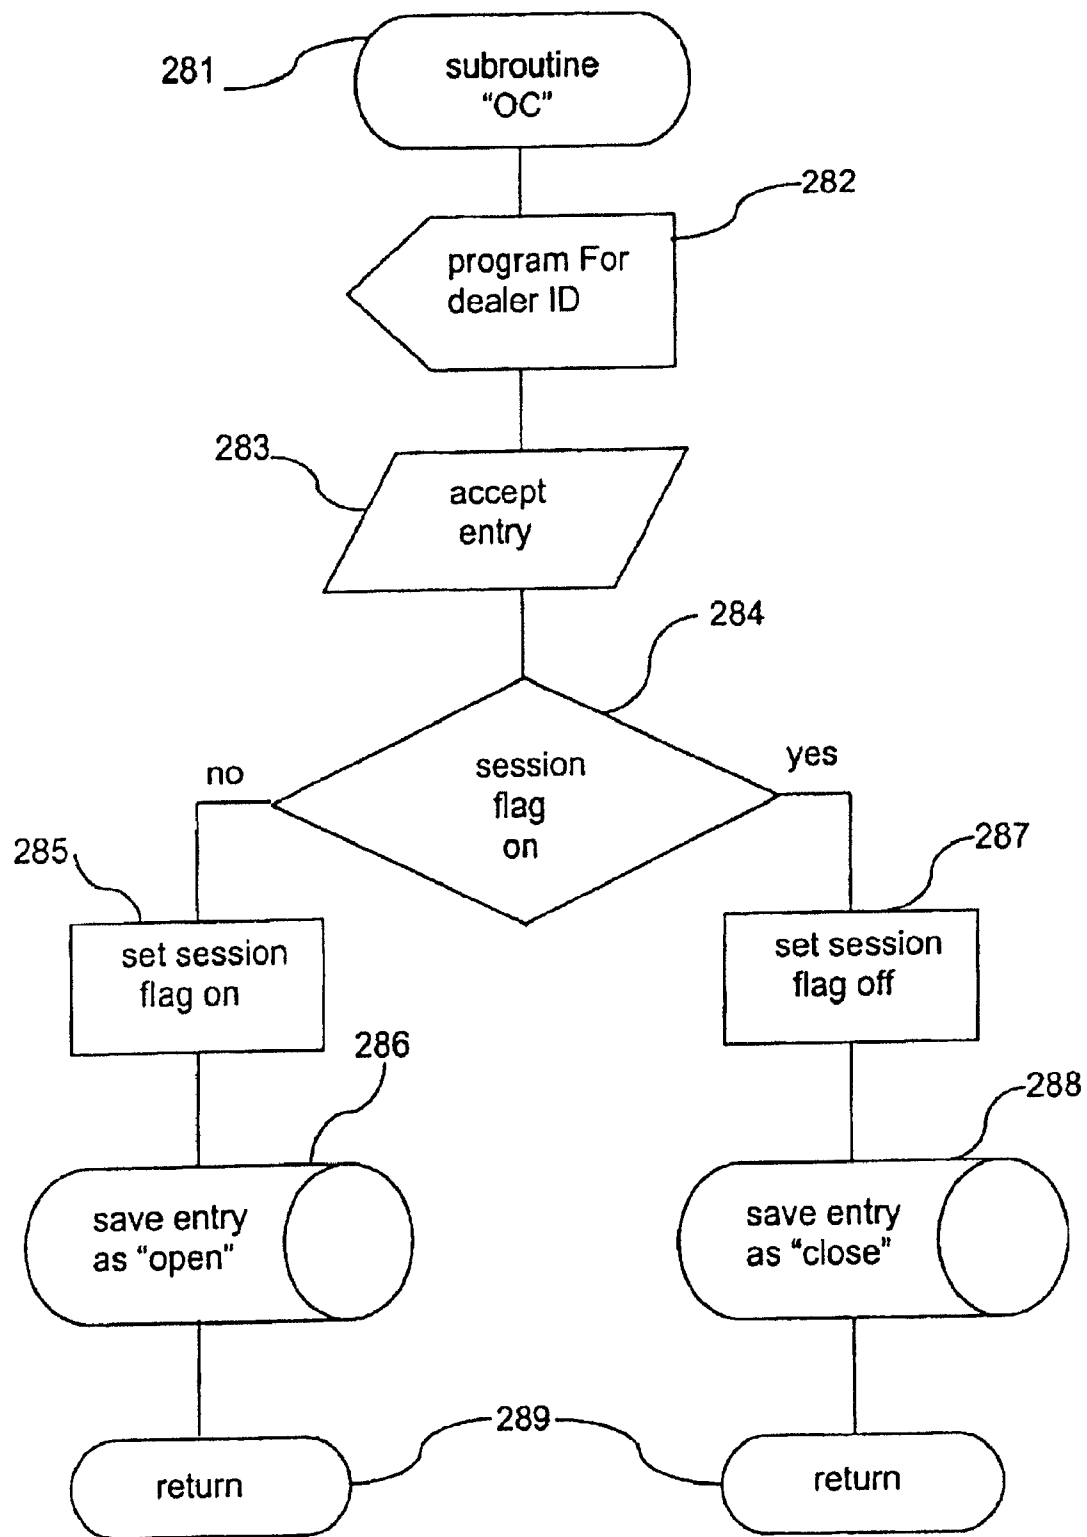 281
subroutine
"OC"
282
program For
dealer ID
283
accept
entry
284
no
session
flag
on
yes
285
set session
flag on
287
set session
flag off
286
save entry
as "open"
288
save entry
as "close"
289
return
return